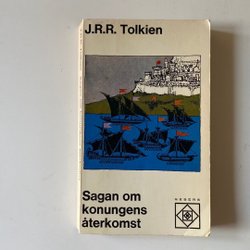 J.R.R. Tolkien
Sagan om
konungens
återkomst